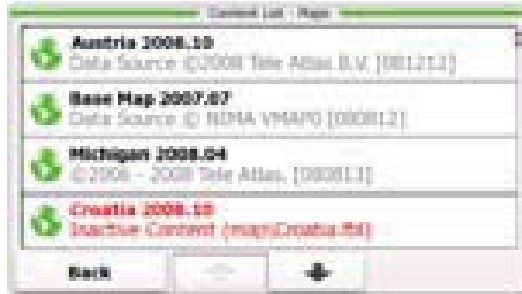 Content List - Maps
Austria 2008.10
Data Source ©2008 Tele Atlas B.V. [081212]
Base Map 2007.07
Data Source © NIMA VMAP0 [080812]
Michigan 2008.04
©2006 - 2008 Tele Atlas. [080813]
Croatia 2008.10
Inactive Content (map\Croatia.fbl)
Back